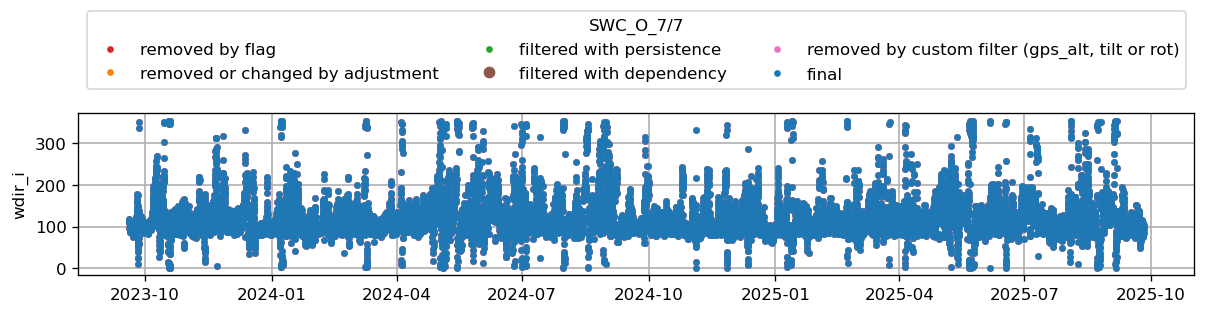 SWC_O_7/7
removed by flag
removed or changed by adjustment
filtered with persistence
filtered with dependency
removed by custom filter (gps_alt, tilt or rot)
final
wdir_i
300
200
100
0
2023-10 2024-01 2024-04 2024-07 2024-10 2025-01 2025-04 2025-07 2025-10